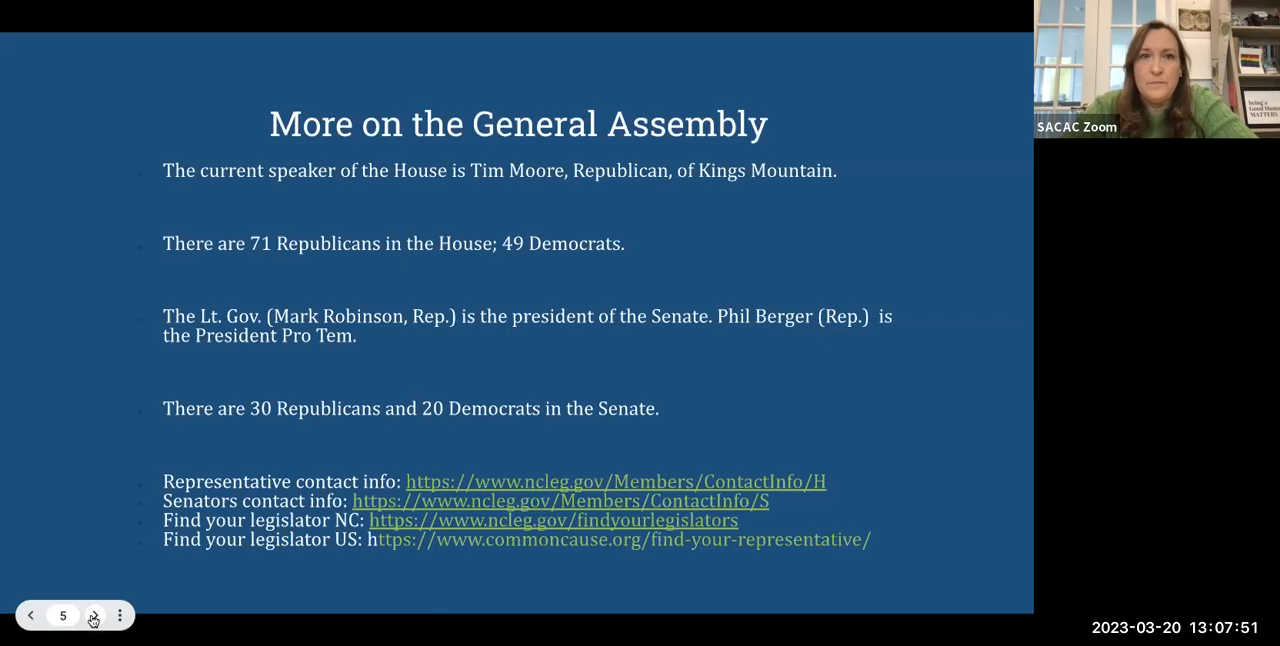 More on the General Assembly
The current speaker of the House is Tim Moore, Republican, of Kings Mountain.
There are 71 Republicans in the House; 49 Democrats.
The Lt. Gov. (Mark Robinson, Rep.) is the president of the Senate. Phil Berger (Rep.)  is
the President Pro Tem.
There are 30 Republicans and 20 Democrats in the Senate.
Representative contact info: https://www.ncleg.gov/Members/ContactInfo/H
Senators contact info: https://www.ncleg.gov/Members/ContactInfo/S
Find your legislator NC: https://www.ncleg.gov/findyourlegislators
Find your legislator US: https://www.commoncause.org/find-your-representative/
5
SACAC Zoom
being a
Good Human
MATTERS
2023-03-20 13:07:51